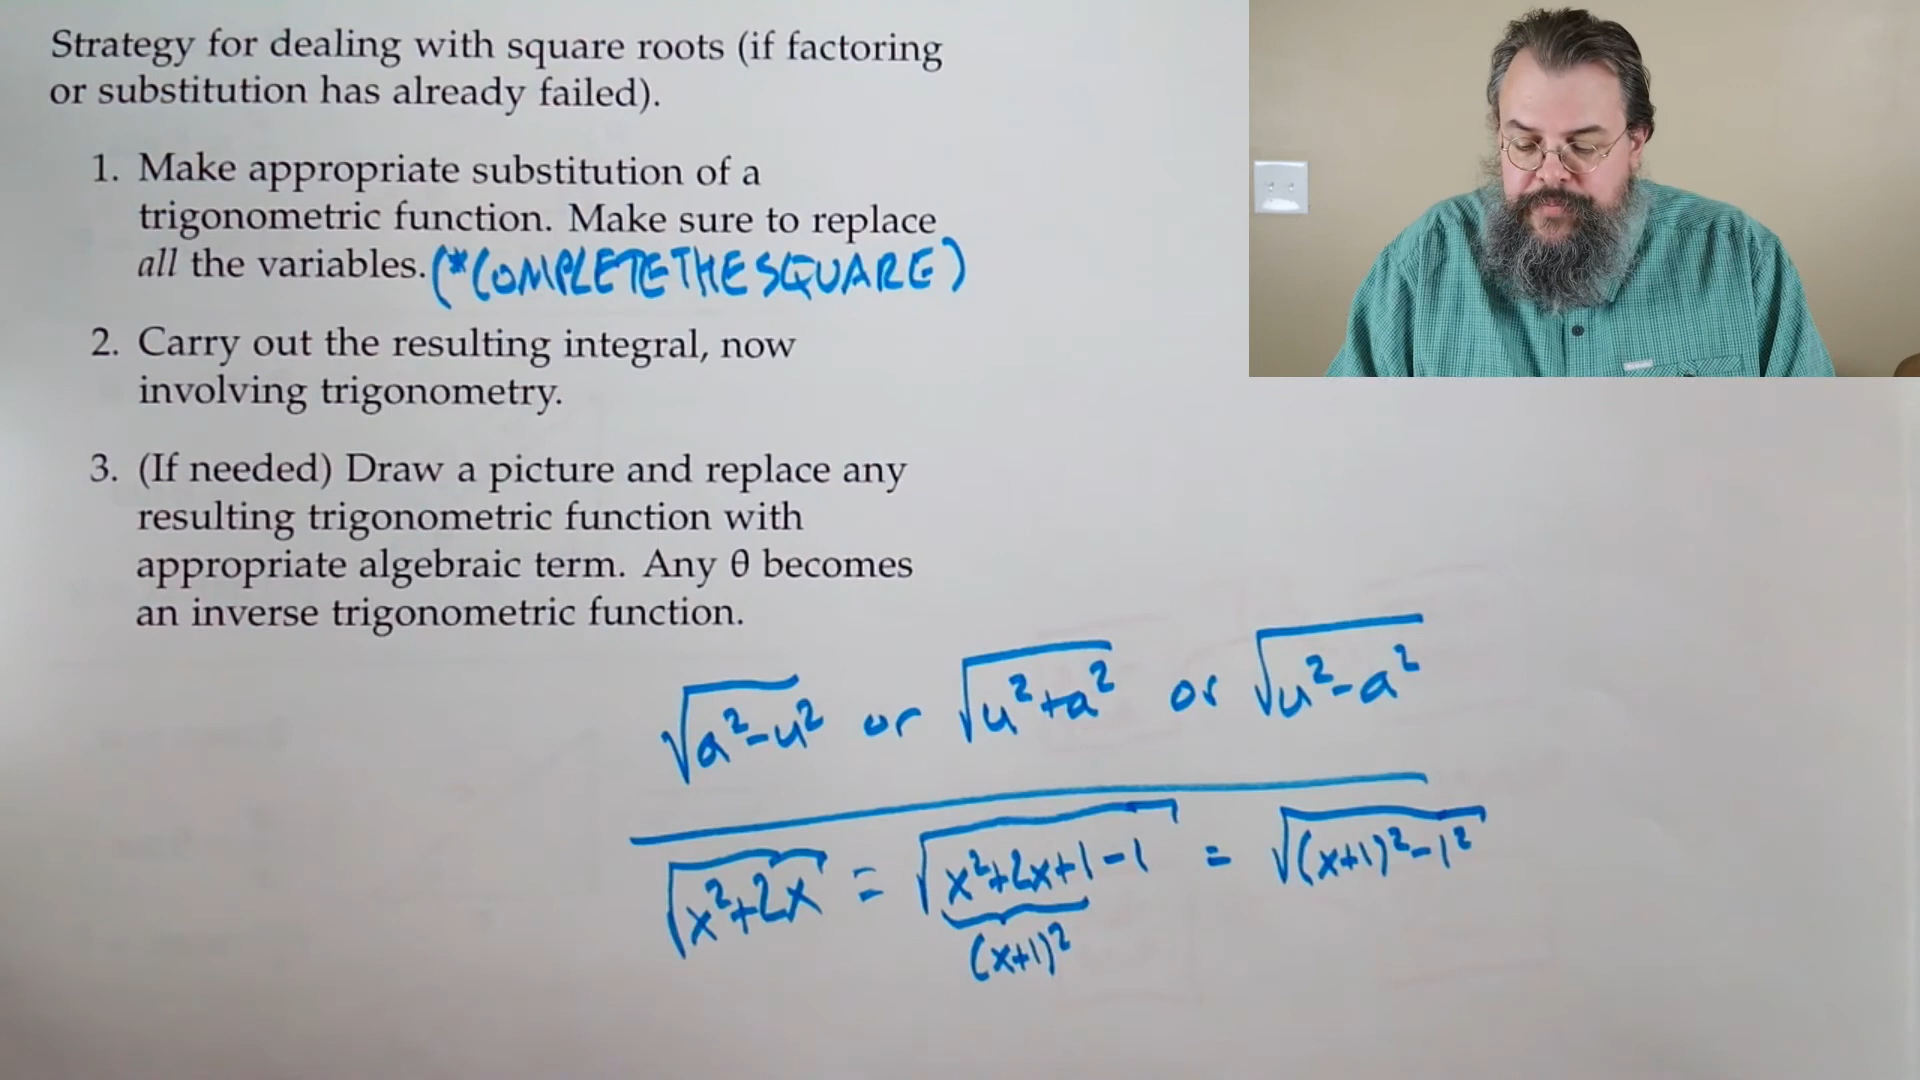 Strategy for dealing with square roots (if factoring
or substitution has already failed).
1. Make appropriate substitution of a
trigonometric function. Make sure to replace
all the variables. (*COMPLETE THE SQUARE)
2. Carry out the resulting integral, now
involving trigonometry.
3. (If needed) Draw a picture and replace any
resulting trigonometric function with
appropriate algebraic term. Any θ becomes
an inverse trigonometric function.
√(a²-u²) or √(u²+a²) or √(u²-a²)
√(x²+2x) = √(x²+2x+1-1) = √((x+1)²-1²)
(x+1)²